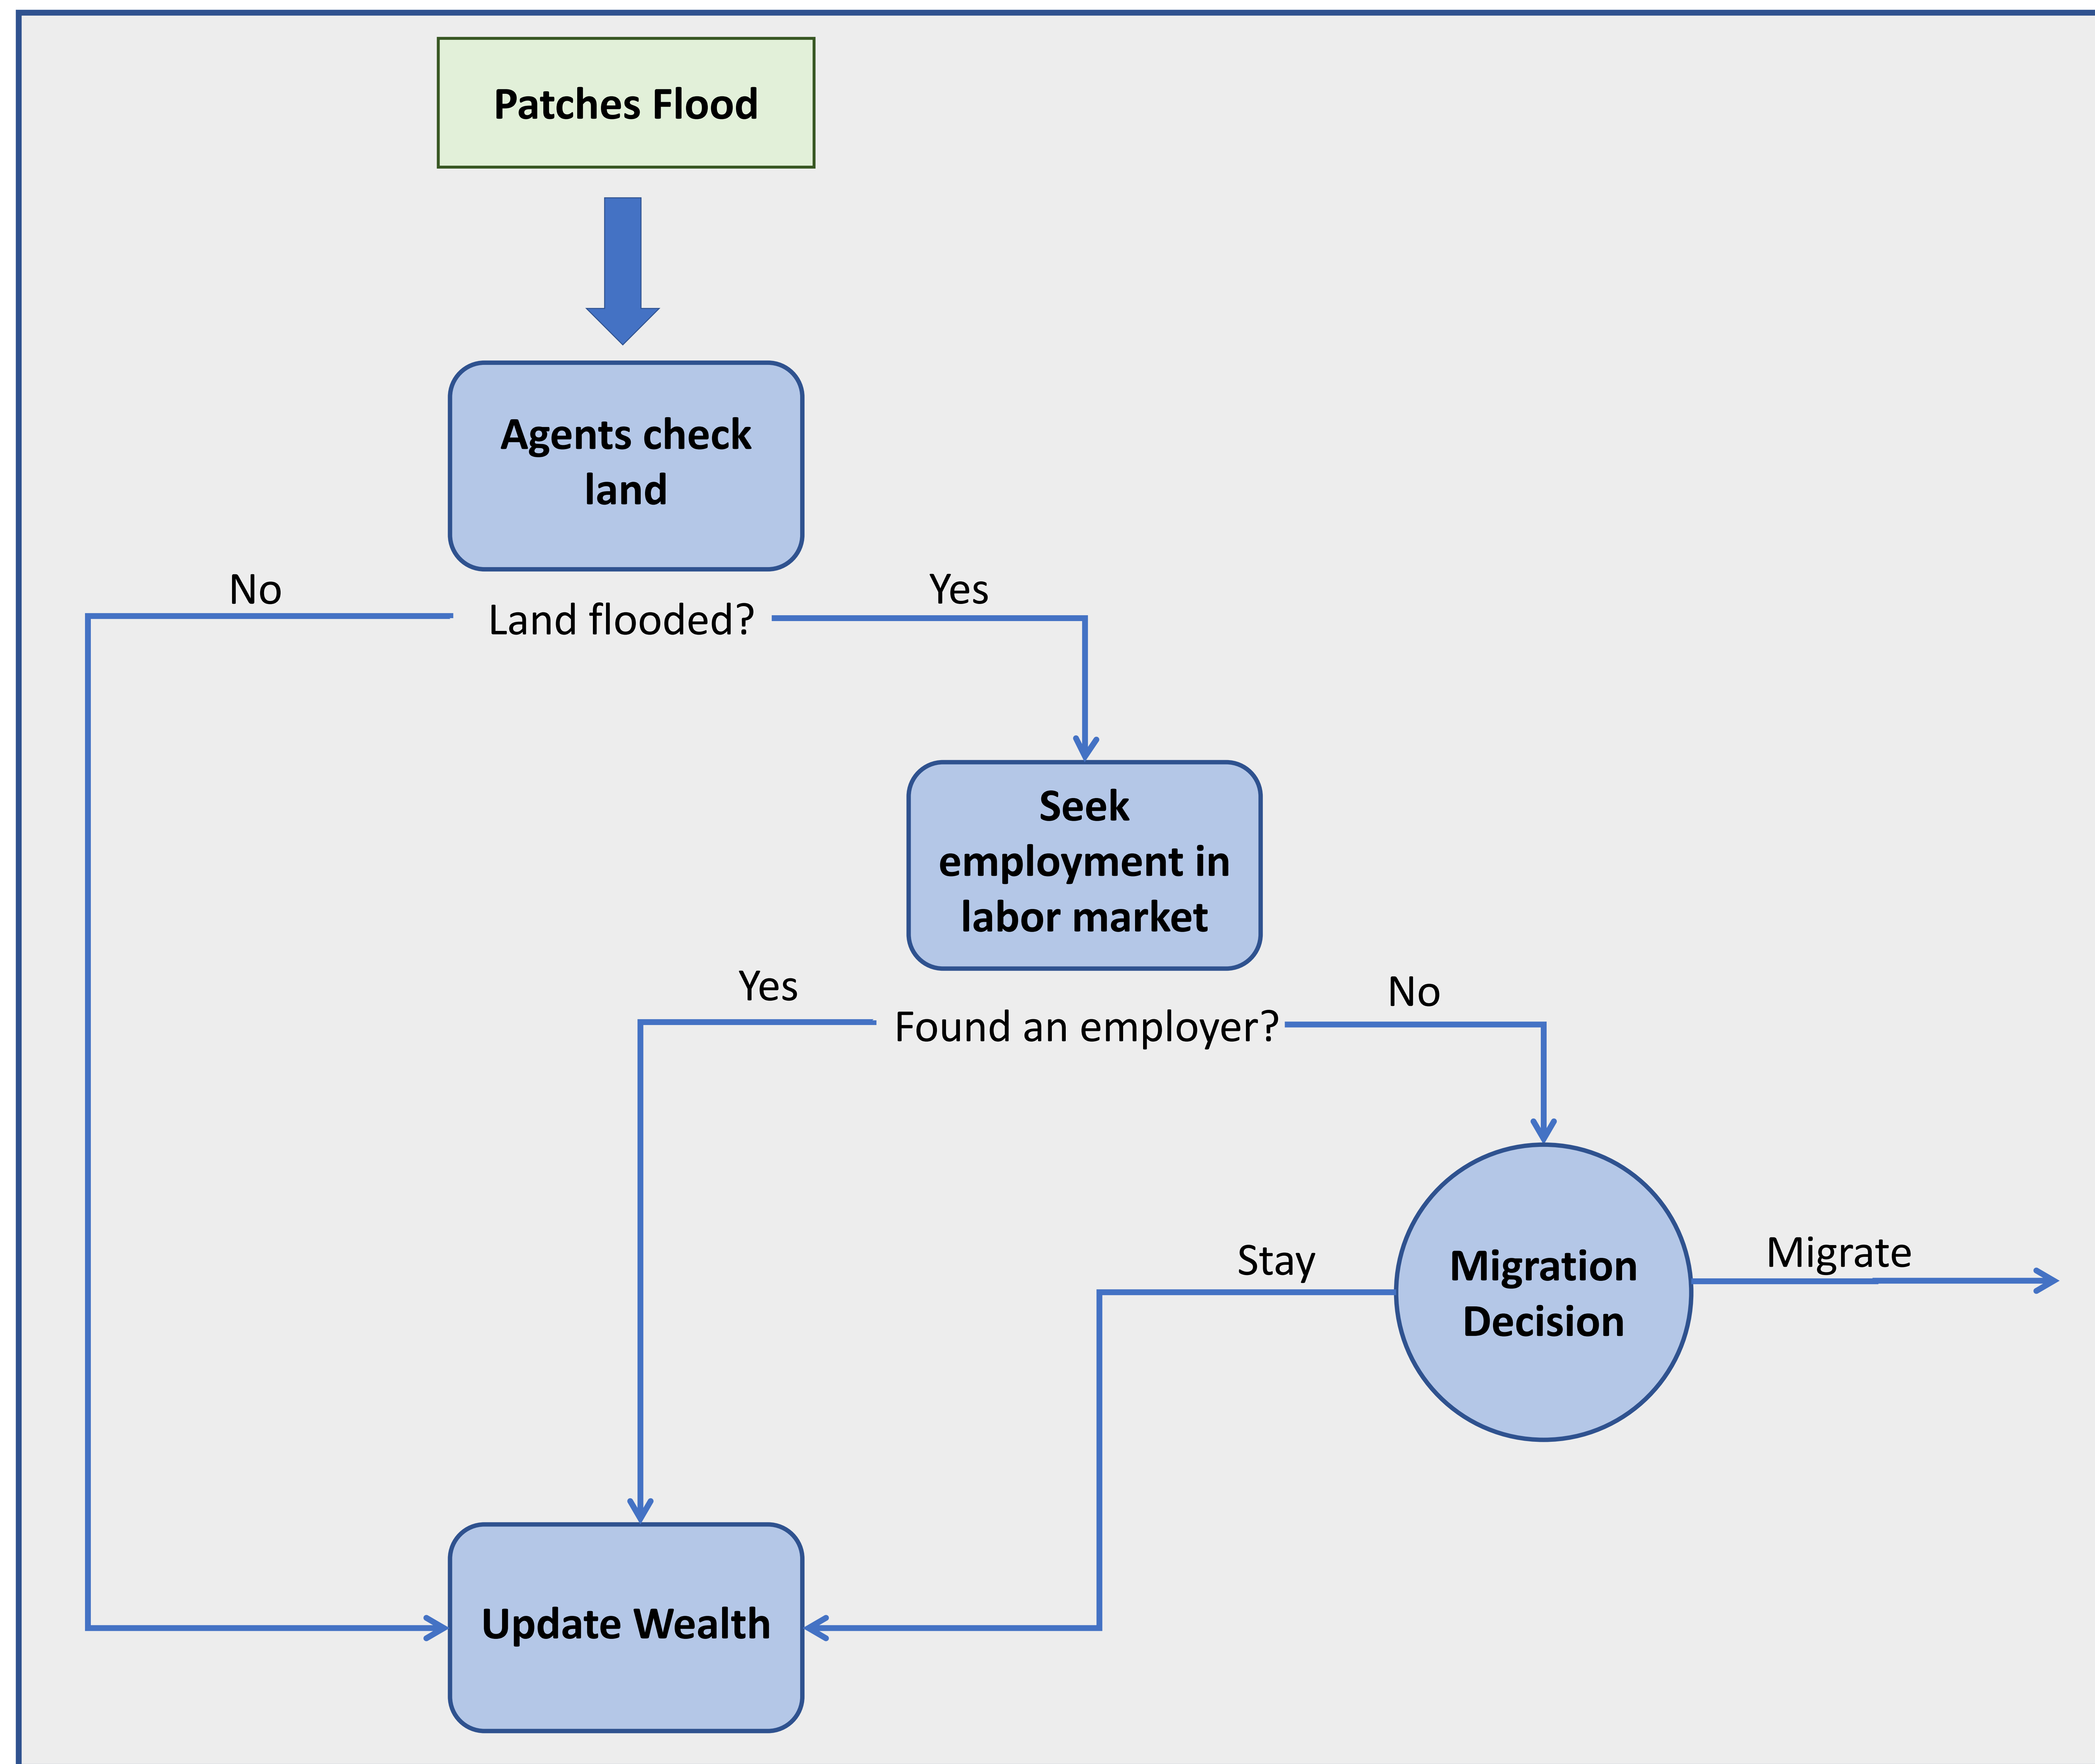 Patches Flood
Agents check
land
No
Land flooded?
Yes
Seek
employment in
labor market
Yes
Found an employer?
No
Stay
Migration
Decision
Migrate
Update Wealth